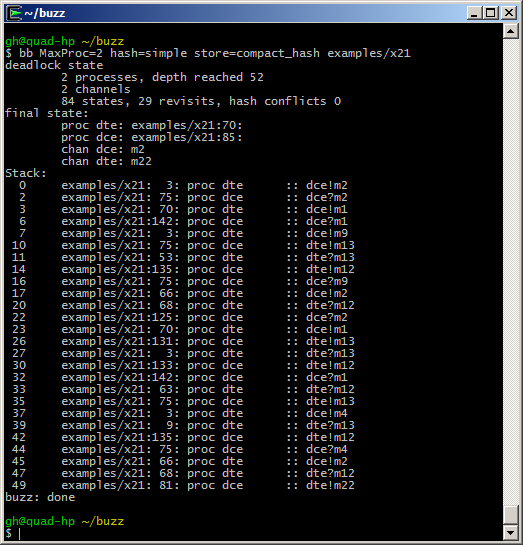 ~/buzz
gh@quad-hp ~/buzz
$ bb MaxProc=2 hash=simple store=compact_hash examples/x21
deadlock state
2 processes, depth reached 52
2 channels
84 states, 29 revisits, hash conflicts 0
final state:
proc dte: examples/x21:70:
proc dce: examples/x21:85:
chan dce: m2
chan dte: m22
Stack:
0 examples/x21: 3: proc dte :: dce!m2
2 examples/x21: 75: proc dce :: dce?m2
3 examples/x21: 70: proc dte :: dce!m1
6 examples/x21:142: proc dce :: dce?m1
7 examples/x21: 3: proc dte :: dce!m9
10 examples/x21: 75: proc dce :: dte!m13
11 examples/x21: 53: proc dte :: dte?m13
14 examples/x21:135: proc dce :: dte!m12
16 examples/x21: 75: proc dce :: dce?m9
17 examples/x21: 66: proc dte :: dce!m2
20 examples/x21: 68: proc dte :: dte?m12
22 examples/x21:125: proc dce :: dce?m2
23 examples/x21: 70: proc dte :: dce!m1
26 examples/x21:131: proc dce :: dte!m13
27 examples/x21: 3: proc dte :: dte?m13
30 examples/x21:133: proc dce :: dte!m12
32 examples/x21:142: proc dce :: dce?m1
33 examples/x21: 63: proc dte :: dte?m12
35 examples/x21: 75: proc dce :: dte!m13
37 examples/x21: 3: proc dte :: dce!m4
39 examples/x21: 9: proc dte :: dte?m13
42 examples/x21:135: proc dce :: dte!m12
44 examples/x21: 75: proc dce :: dce?m4
45 examples/x21: 66: proc dte :: dce!m2
47 examples/x21: 68: proc dte :: dte?m12
49 examples/x21: 81: proc dce :: dte!m22
buzz: done
gh@quad-hp ~/buzz
$